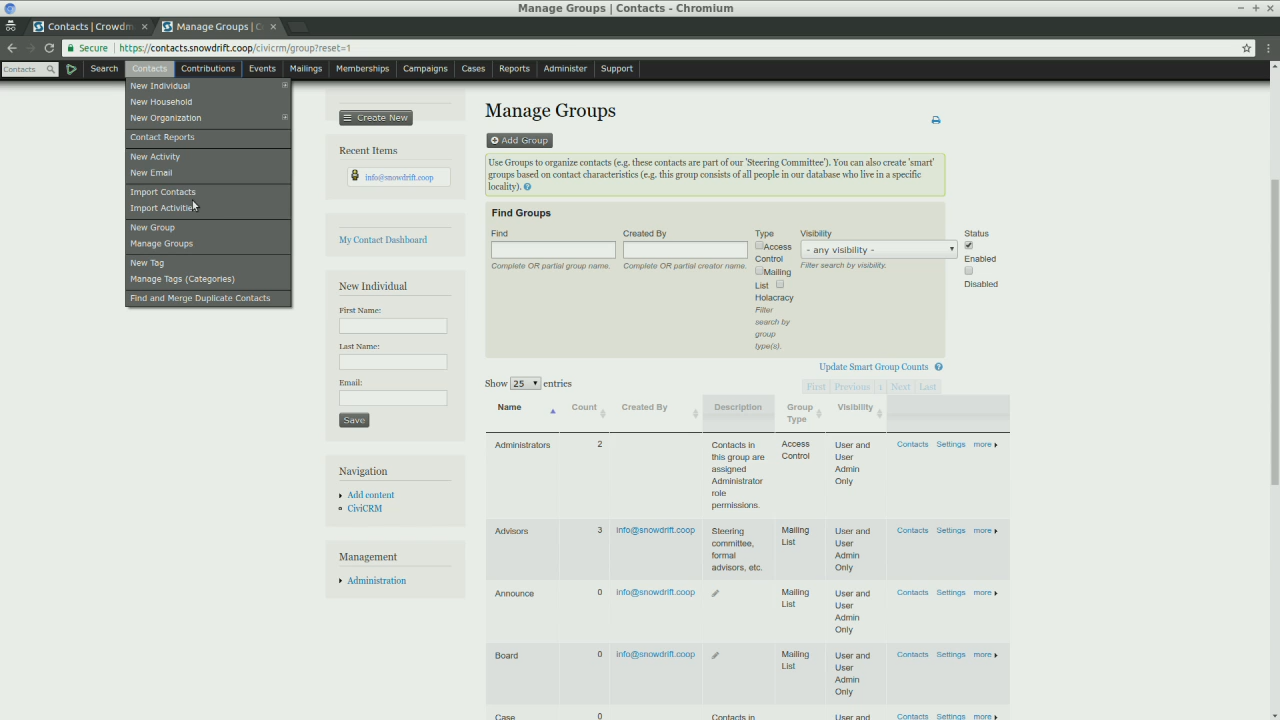 Manage Groups | Contacts - Chromium
Contacts | Crowdm
Manage Groups | C
Secure
https://contacts.snowdrift.coop/civicrm/group?reset=1
Contacts
Search
Contacts
Contributions
Events
Mailings
Memberships
Campaigns
Cases
Reports
Administer
Support
New Individual
New Household
New Organization
Contact Reports
New Activity
New Email
Import Contacts
Import Activities
New Group
Manage Groups
New Tag
Manage Tags (Categories)
Find and Merge Duplicate Contacts
Create New
Recent Items
info@snowdrift.coop
My Contact Dashboard
New Individual
First Name:
Last Name:
Email:
Save
Navigation
Add content
CiviCRM
Management
Administration
Manage Groups
Add Group
Use Groups to organize contacts (e.g. these contacts are part of our 'Steering Committee'). You can also create 'smart'
groups based on contact characteristics (e.g. this group consists of all people in our database who live in a specific
locality).
Find Groups
Find
Complete OR partial group name.
Created By
Complete OR partial creator name.
Type
Access
Control
Mailing
List
Holacracy
Filter
search by
group
type(s).
Visibility
- any visibility -
Filter search by visibility.
Status
Enabled
Disabled
Update Smart Group Counts
Show 25 entries
First Previous 1 Next Last
Name Count Created By Description Group Visibility
Type
Administrators
2
Contacts in
this group are
assigned
Administrator
role
permissions.
Access
Control
User and
User
Admin
Only
Contacts Settings more
Advisors
3
info@snowdrift.coop
Steering
committee,
formal
advisors, etc.
Mailing
List
User and
User
Admin
Only
Contacts Settings more
Announce
0
info@snowdrift.coop
Mailing
List
User and
User
Admin
Only
Contacts Settings more
Board
0
info@snowdrift.coop
Mailing
List
User and
User
Admin
Only
Contacts Settings more
Case
0
Contacts in
User and